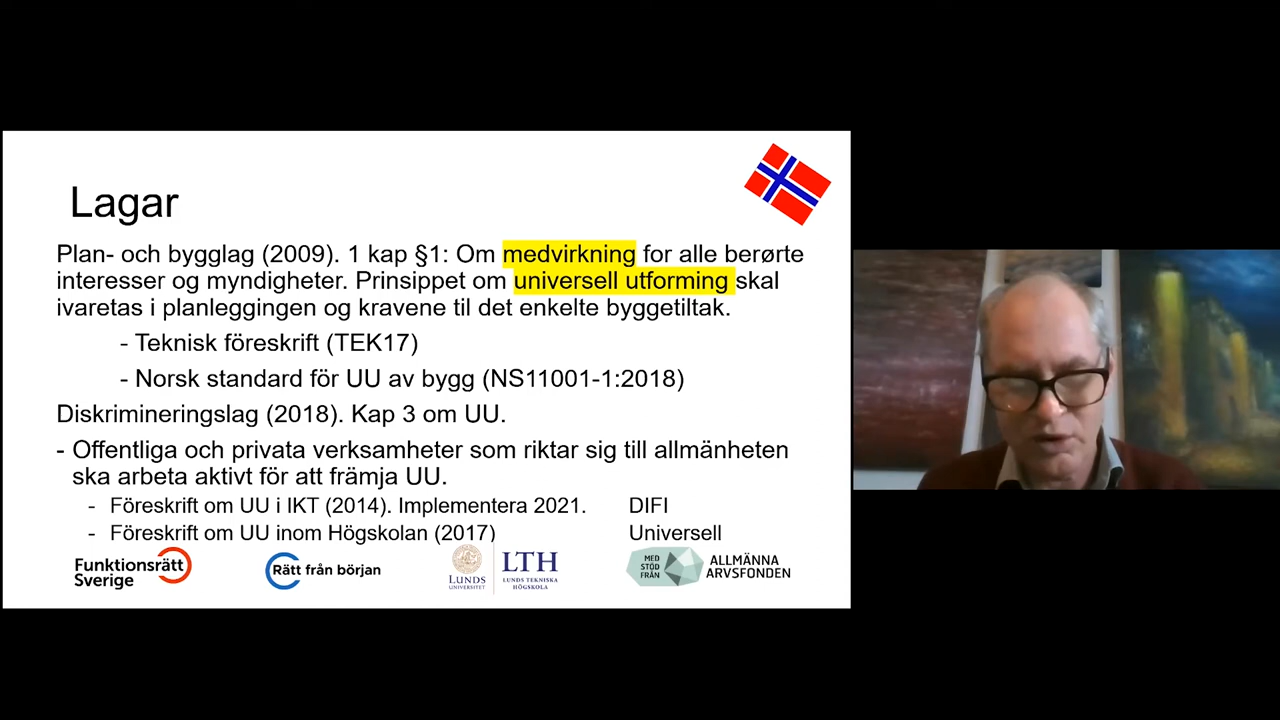 Lagar
Plan- och bygglag (2009). 1 kap §1: Om medvirkning for alle berørte
interesser og myndigheter. Prinsippet om universell utforming skal
ivaretas i planleggingen og kravene til det enkelte byggetiltak.
- Teknisk föreskrift (TEK17)
- Norsk standard för UU av bygg (NS11001-1:2018)
Diskrimineringslag (2018). Kap 3 om UU.
- Offentliga och privata verksamheter som riktar sig till allmänheten
ska arbeta aktivt för att främja UU.
- Föreskrift om UU i IKT (2014). Implementera 2021. DIFI
- Föreskrift om UU inom Högskolan (2017) Universell
Funktionsrätt
Sverige
Rätt från början
LUNDS
UNIVERSITET
LTH
LUNDS TEKNISKA
HÖGSKOLA
MED
STÖD
FRÅN
ALLMÄNNA
ARVSFONDEN